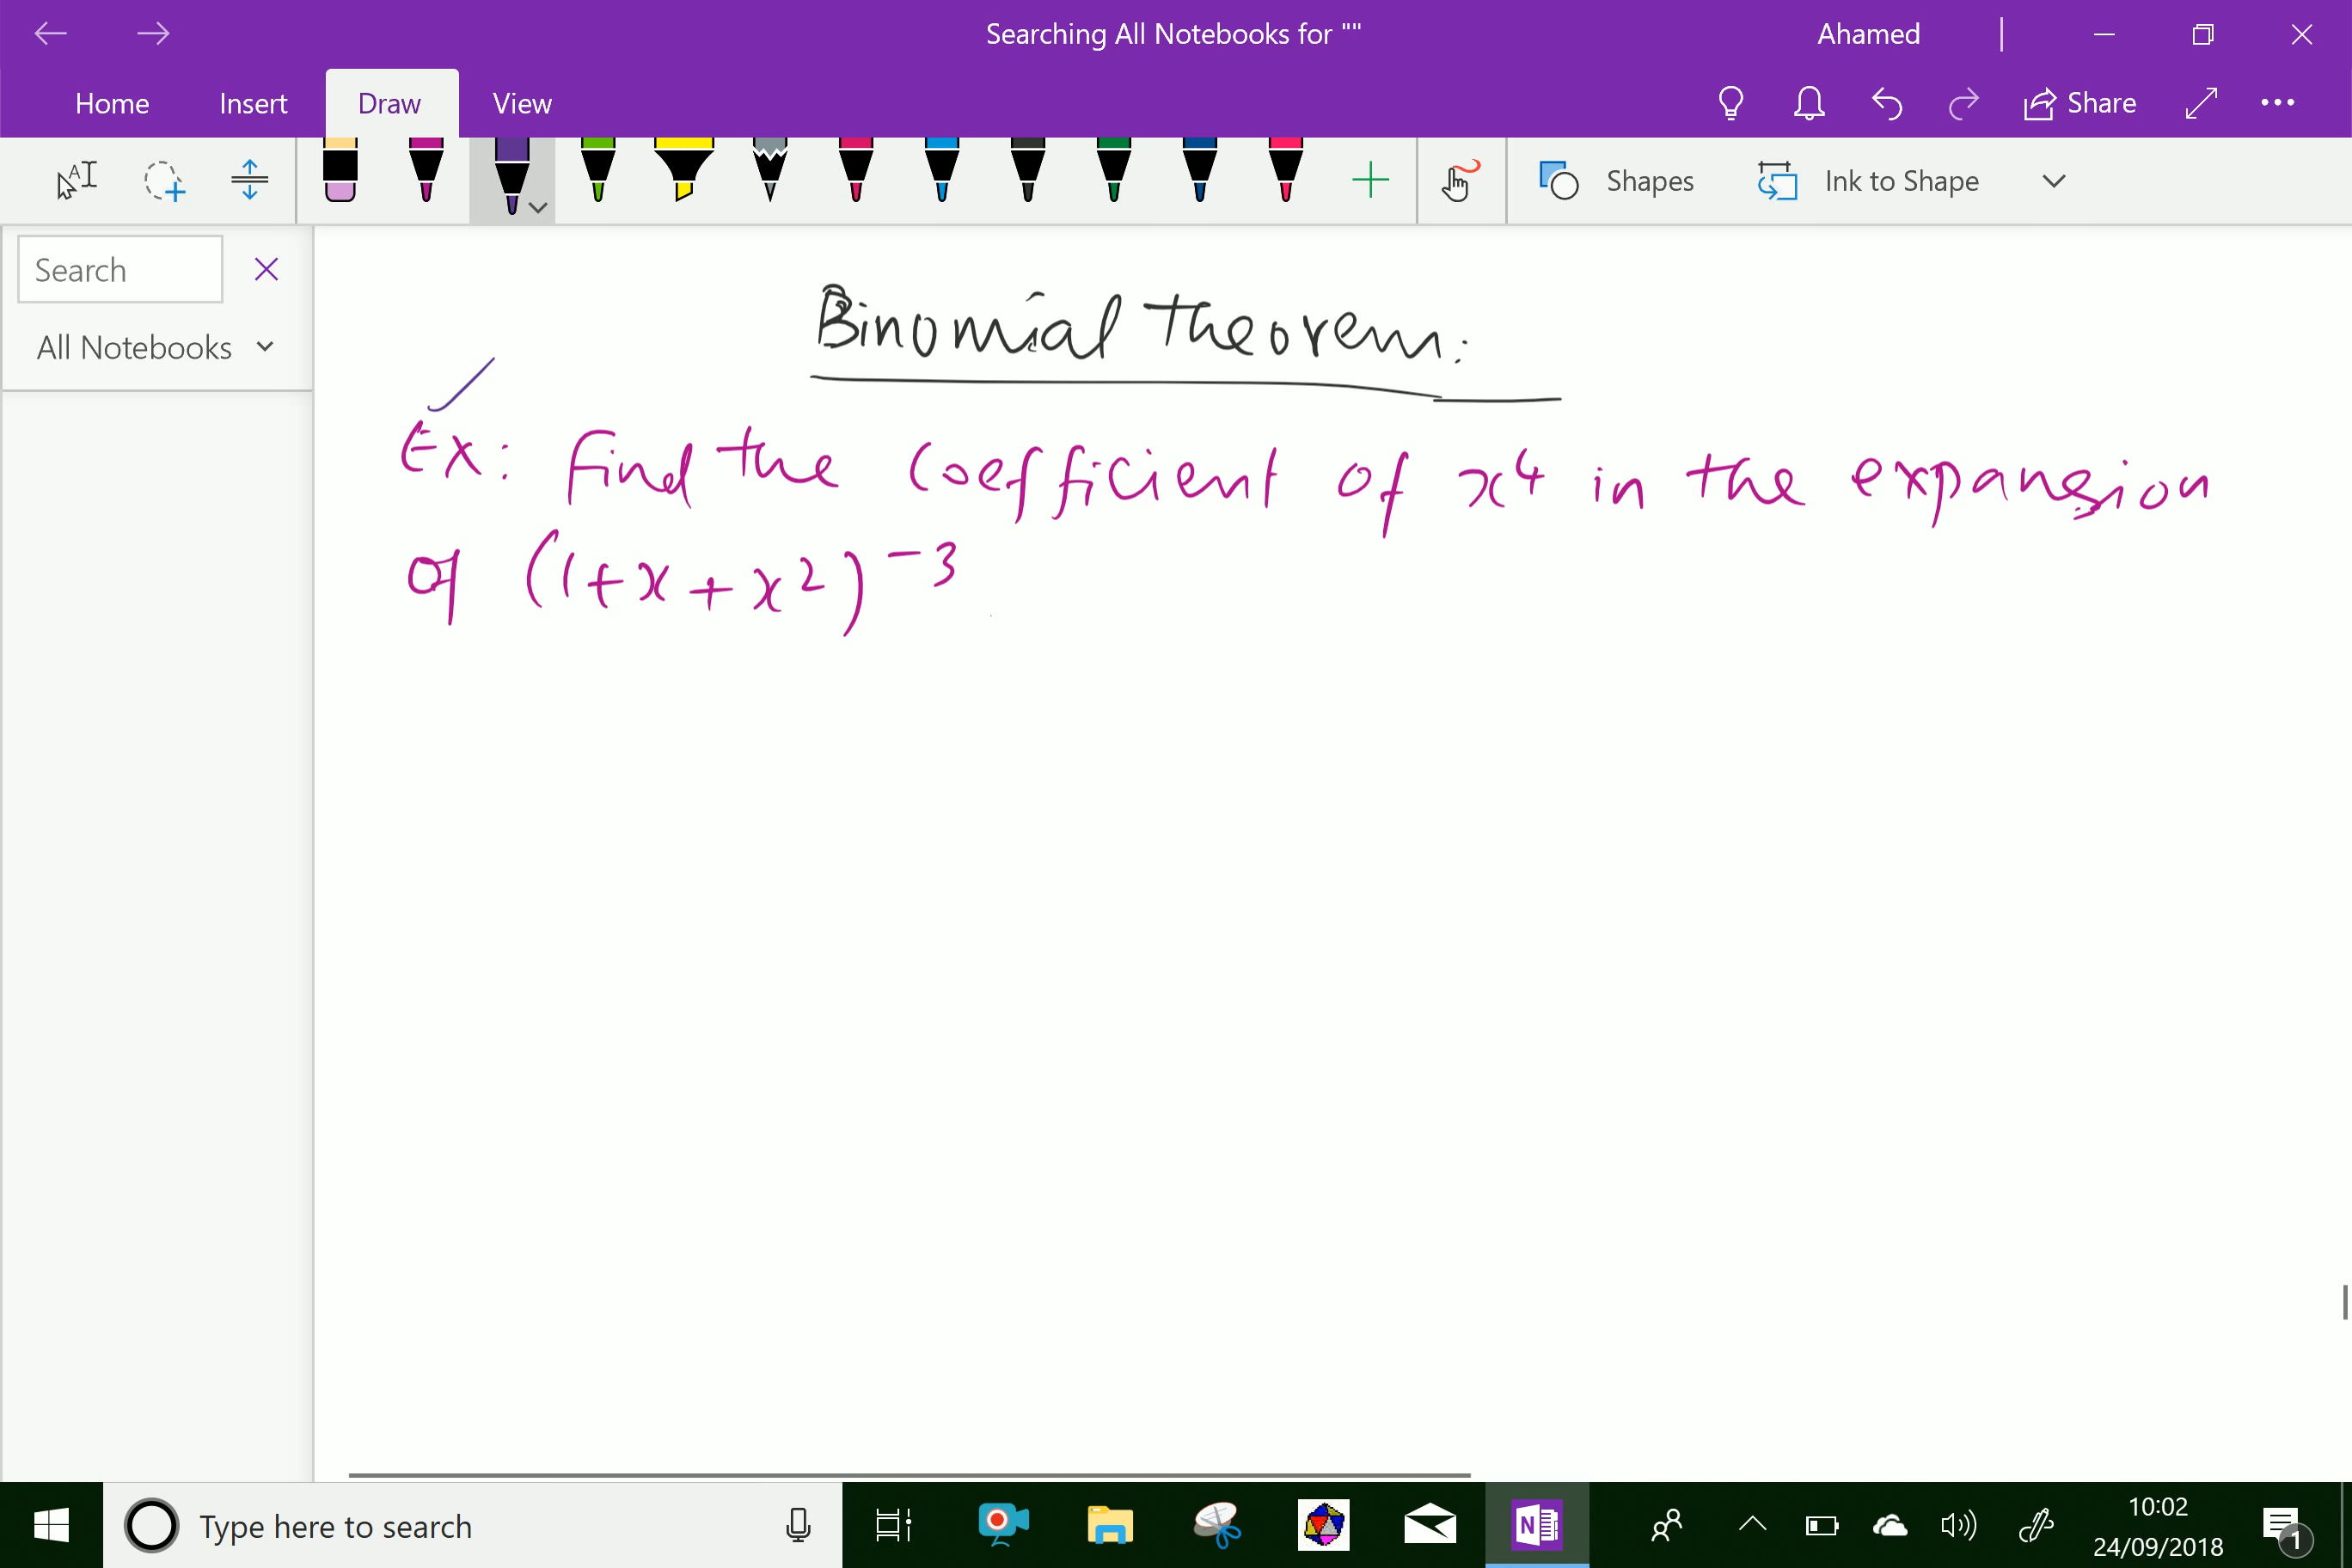 Searching All Notebooks for ""
Ahamed
Home Insert Draw View
Share
Shapes Ink to Shape
Search
All Notebooks
Binomial theorem:
Ex: Find the coefficient of x⁴ in the expansion
of (1+x+x²)⁻³
Type here to search
N
10:02
24/09/2018
1